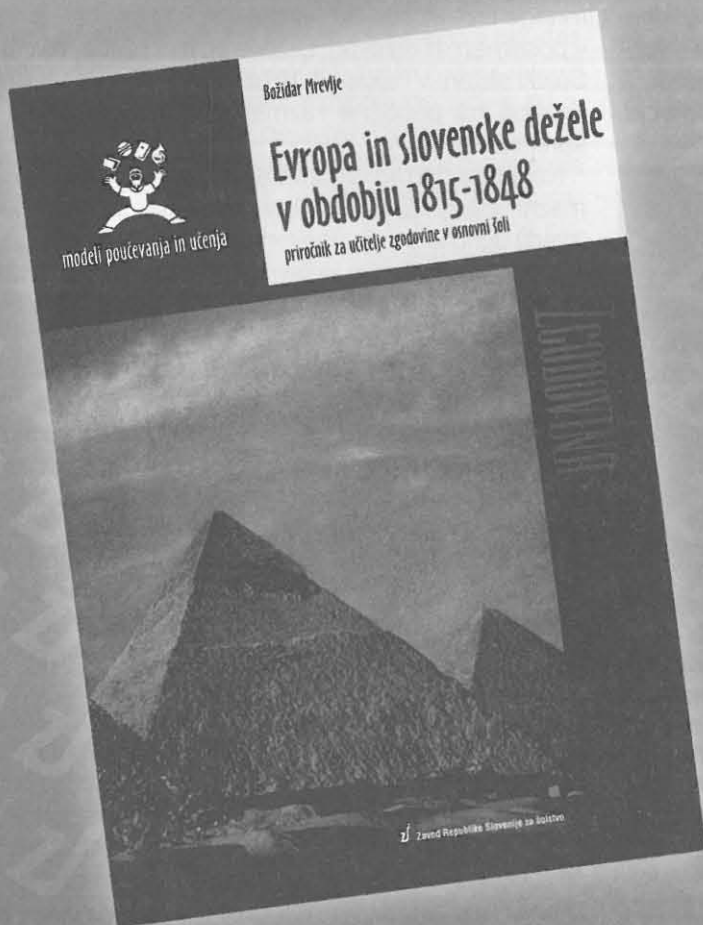 Božidar Mrevlje
Evropa in slovenske dežele
v obdobju 1815-1848
priročnik za učitelje zgodovine v osnovni šoli
modeli poučevanja in učenja
Zgodovina
Zavod Republike Slovenije za šolstvo